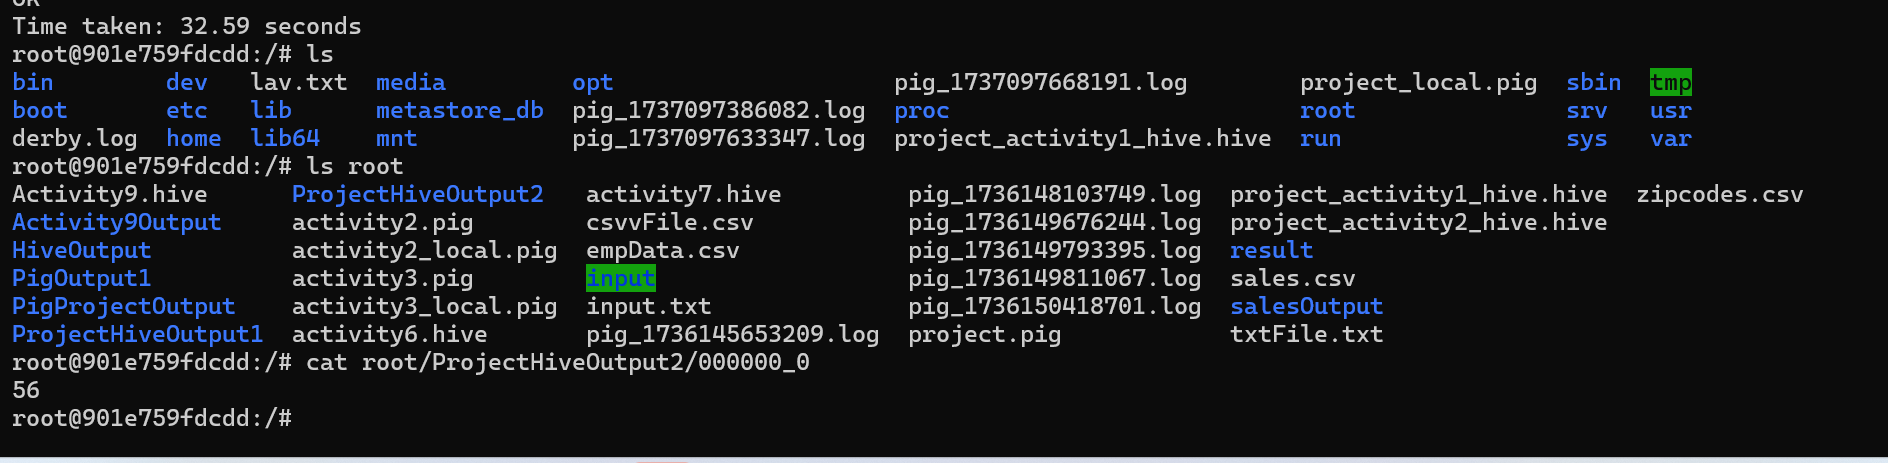 OK
Time taken: 32.59 seconds
root@901e759fdcdd:/# ls
bin dev lav.txt media opt pig_1737097668191.log project_local.pig sbin tmp
boot etc lib metastore_db pig_1737097386082.log proc root srv usr
derby.log home lib64 mnt pig_1737097633347.log project_activity1_hive.hive run sys var
root@901e759fdcdd:/# ls root
Activity9.hive ProjectHiveOutput2 activity7.hive pig_1736148103749.log project_activity1_hive.hive zipcodes.csv
Activity9Output activity2.pig csvvFile.csv pig_1736149676244.log project_activity2_hive.hive
HiveOutput activity2_local.pig empData.csv pig_1736149793395.log result
PigOutput1 activity3.pig input pig_1736149811067.log sales.csv
PigProjectOutput activity3_local.pig input.txt pig_1736150418701.log salesOutput
ProjectHiveOutput1 activity6.hive pig_1736145653209.log project.pig txtFile.txt
root@901e759fdcdd:/# cat root/ProjectHiveOutput2/000000_0
56
root@901e759fdcdd:/#